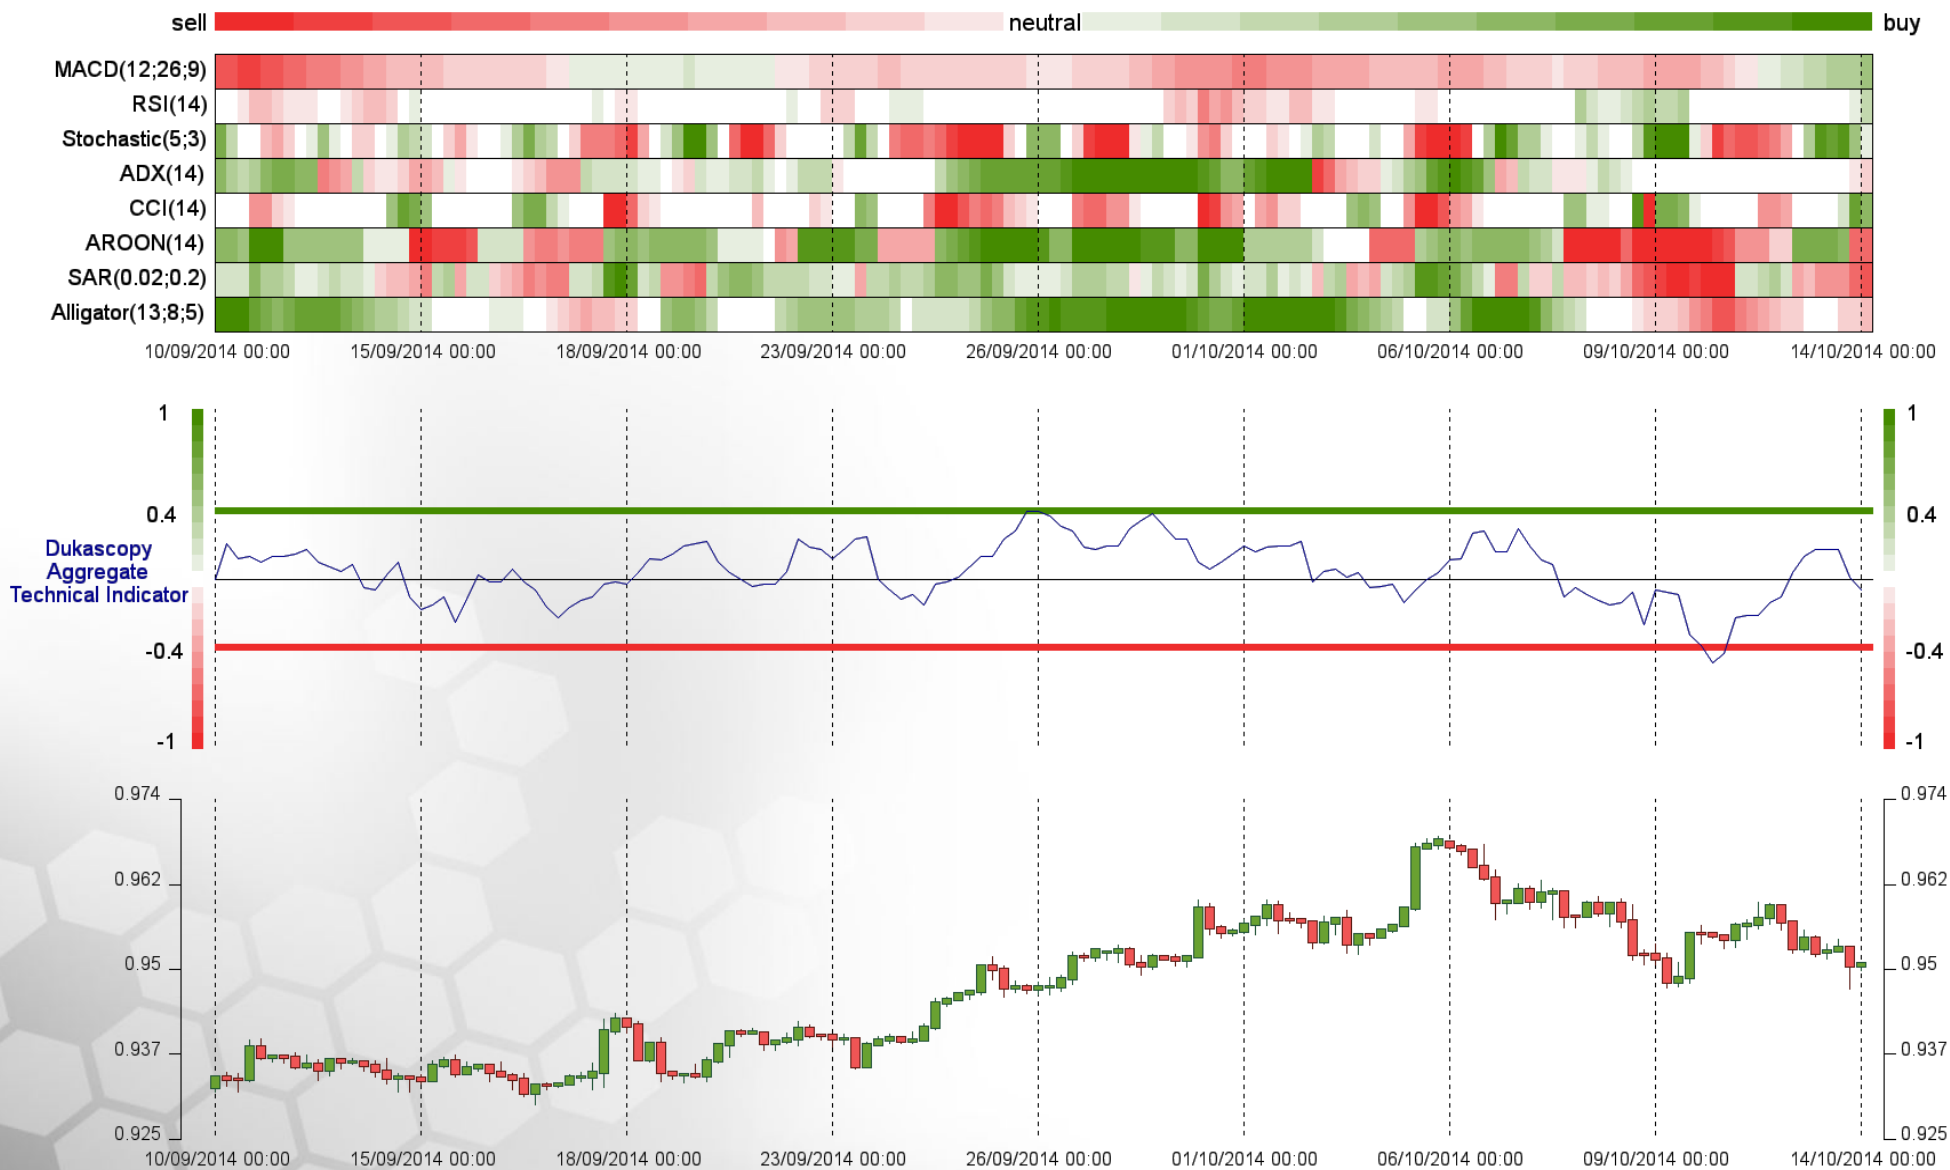 sell neutral buy
MACD(12;26;9)
RSI(14)
Stochastic(5;3)
ADX(14)
CCI(14)
AROON(14)
SAR(0.02;0.2)
Alligator(13;8;5)
10/09/2014 00:00 15/09/2014 00:00 18/09/2014 00:00 23/09/2014 00:00 26/09/2014 00:00 01/10/2014 00:00 06/10/2014 00:00 09/10/2014 00:00 14/10/2014 00:00
1 1
0.4 0.4
Dukascopy
Aggregate
Technical Indicator
-0.4 -0.4
-1 -1
0.974 0.974
0.962 0.962
0.95 0.95
0.937 0.937
0.925 0.925
10/09/2014 00:00 15/09/2014 00:00 18/09/2014 00:00 23/09/2014 00:00 26/09/2014 00:00 01/10/2014 00:00 06/10/2014 00:00 09/10/2014 00:00 14/10/2014 00:00